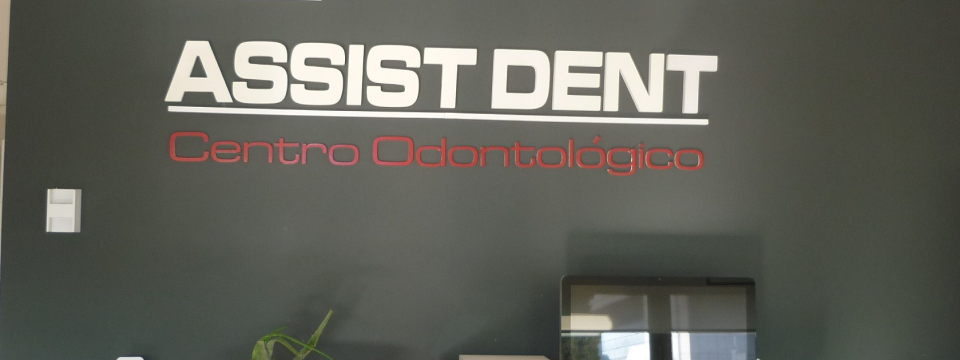 ASSIST DENT
Centro Odontológico